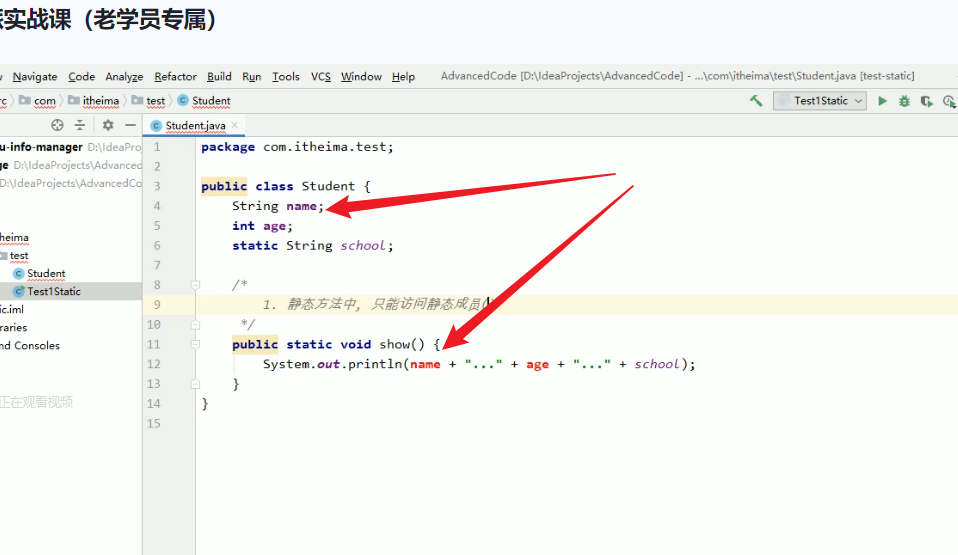 实战课（老学员专属）
Navigate Code Analyze Refactor Build Run Tools VCS Window Help AdvancedCode [D:\IdeaProjects\AdvancedCode] - ...\com\itheima\test\Student.java [test-static]
com itheima test Student Test1Static
Student.java
u-info-manager D:\IdeaPro
ge D:\IdeaProjects\Advanced
D:\IdeaProjects\AdvancedCo
heima
test
Student
Test1Static
ic.iml
raries
nd Consoles
正在观看视频
1 package com.itheima.test;
2
3 public class Student {
4 String name;
5 int age;
6 static String school;
7
8 /*
9 1. 静态方法中, 只能访问静态成员(
10 */
11 public static void show() {
12 System.out.println(name + "..." + age + "..." + school);
13 }
14 }
15